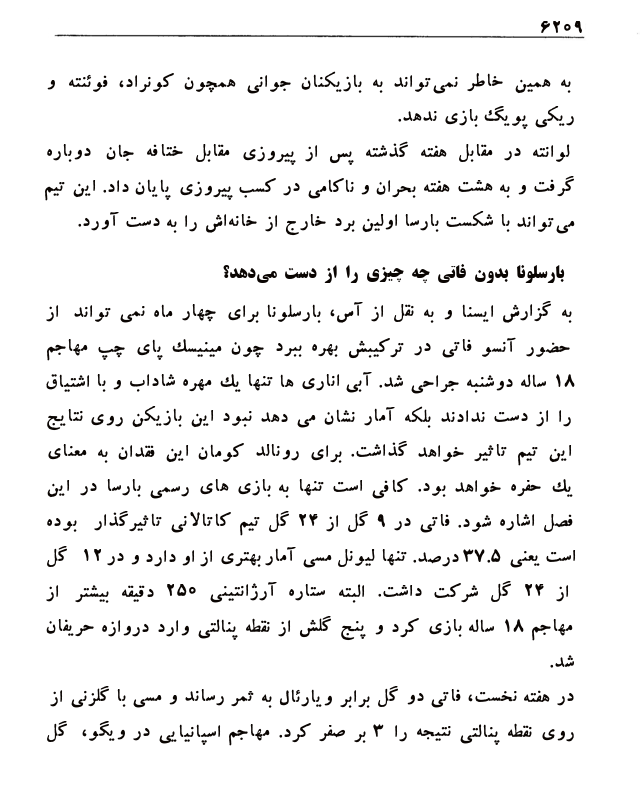 ۶۲۰۹
به همین خاطر نمی‌تواند به بازیکنان جوانی همچون کونراد، فوئنته و
ریکی پویگ بازی ندهد.
لوانته در مقابل هفته گذشته پس از پیروزی مقابل ختافه جان دوباره
گرفت و به هشت هفته بحران و ناکامی در کسب پیروزی پایان داد. این تیم
می‌تواند با شکست بارسا اولین برد خارج از خانه‌اش را به دست آورد.
بارسلونا بدون فاتی چه چیزی را از دست می‌دهد؟
به گزارش ایسنا و به نقل از آس، بارسلونا برای چهار ماه نمی تواند از
حضور آنسو فاتی در ترکیبش بهره ببرد چون مینیسک پای چپ مهاجم
۱۸ ساله دوشنبه جراحی شد. آبی اناری ها تنها یك مهره شاداب و با اشتیاق
را از دست ندادند بلکه آمار نشان می دهد نبود این بازیکن روی نتایج
این تیم تاثیر خواهد گذاشت. برای رونالد کومان این فقدان به معنای
یك حفره خواهد بود. کافی است تنها به بازی های رسمی بارسا در این
فصل اشاره شود. فاتی در ۹ گل از ۲۴ گل تیم کاتالانی تاثیرگذار بوده
است یعنی ۳۷.۵ درصد. تنها لیونل مسی آمار بهتری از او دارد و در ۱۲ گل
از ۲۴ گل شرکت داشت. البته ستاره آرژانتینی ۲۵۰ دقیقه بیشتر از
مهاجم ۱۸ ساله بازی کرد و پنج گلش از نقطه پنالتی وارد دروازه حریفان
شد.
در هفته نخست، فاتی دو گل برابر ویارئال به ثمر رساند و مسی با گلزنی از
روی نقطه پنالتی نتیجه را ۳ بر صفر کرد. مهاجم اسپانیایی در ویگو، گل